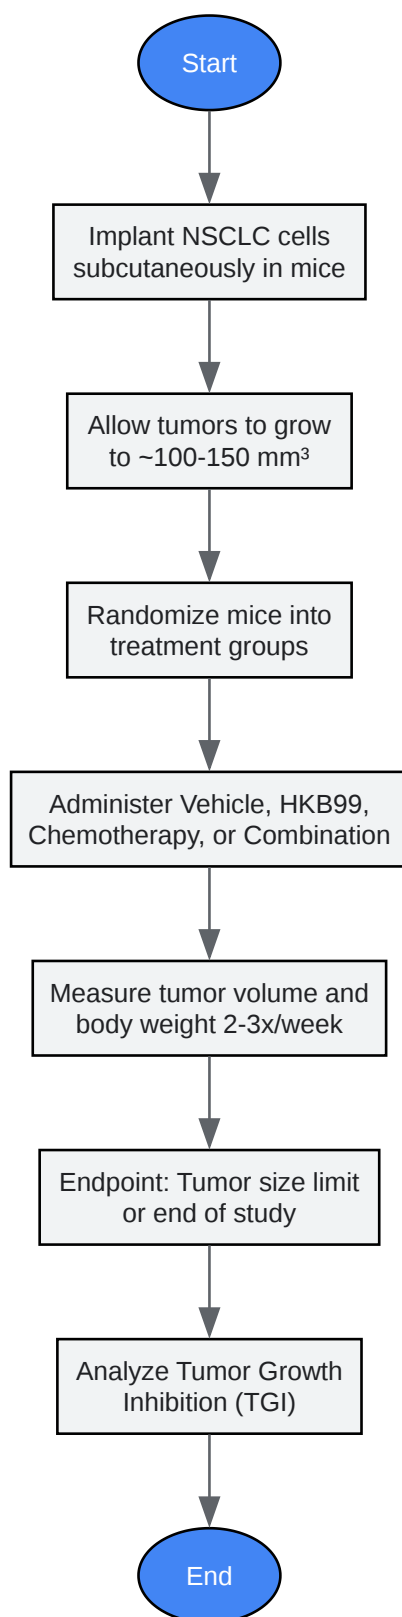 Start
Implant NSCLC cells
subcutaneously in mice
Allow tumors to grow
to ~100-150 mm³
Randomize mice into
treatment groups
Administer Vehicle, HKB99,
Chemotherapy, or Combination
Measure tumor volume and
body weight 2-3x/week
Endpoint: Tumor size limit
or end of study
Analyze Tumor Growth
Inhibition (TGI)
End